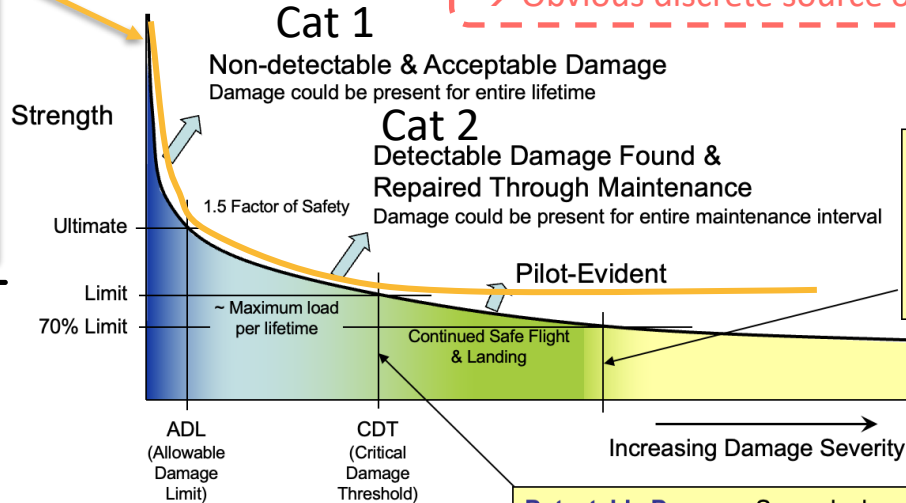 → Obvious discrete source o
Cat 1
Non-detectable & Acceptable Damage
Damage could be present for entire lifetime
Strength
Cat 2
Detectable Damage Found &
Repaired Through Maintenance
Damage could be present for entire maintenance interval
1.5 Factor of Safety
Ultimate
Pilot-Evident
Limit
~ Maximum load
per lifetime
70% Limit
Continued Safe Flight
& Landing
ADL
(Allowable
Damage
Limit)
CDT
(Critical
Damage
Threshold)
Increasing Damage Severity